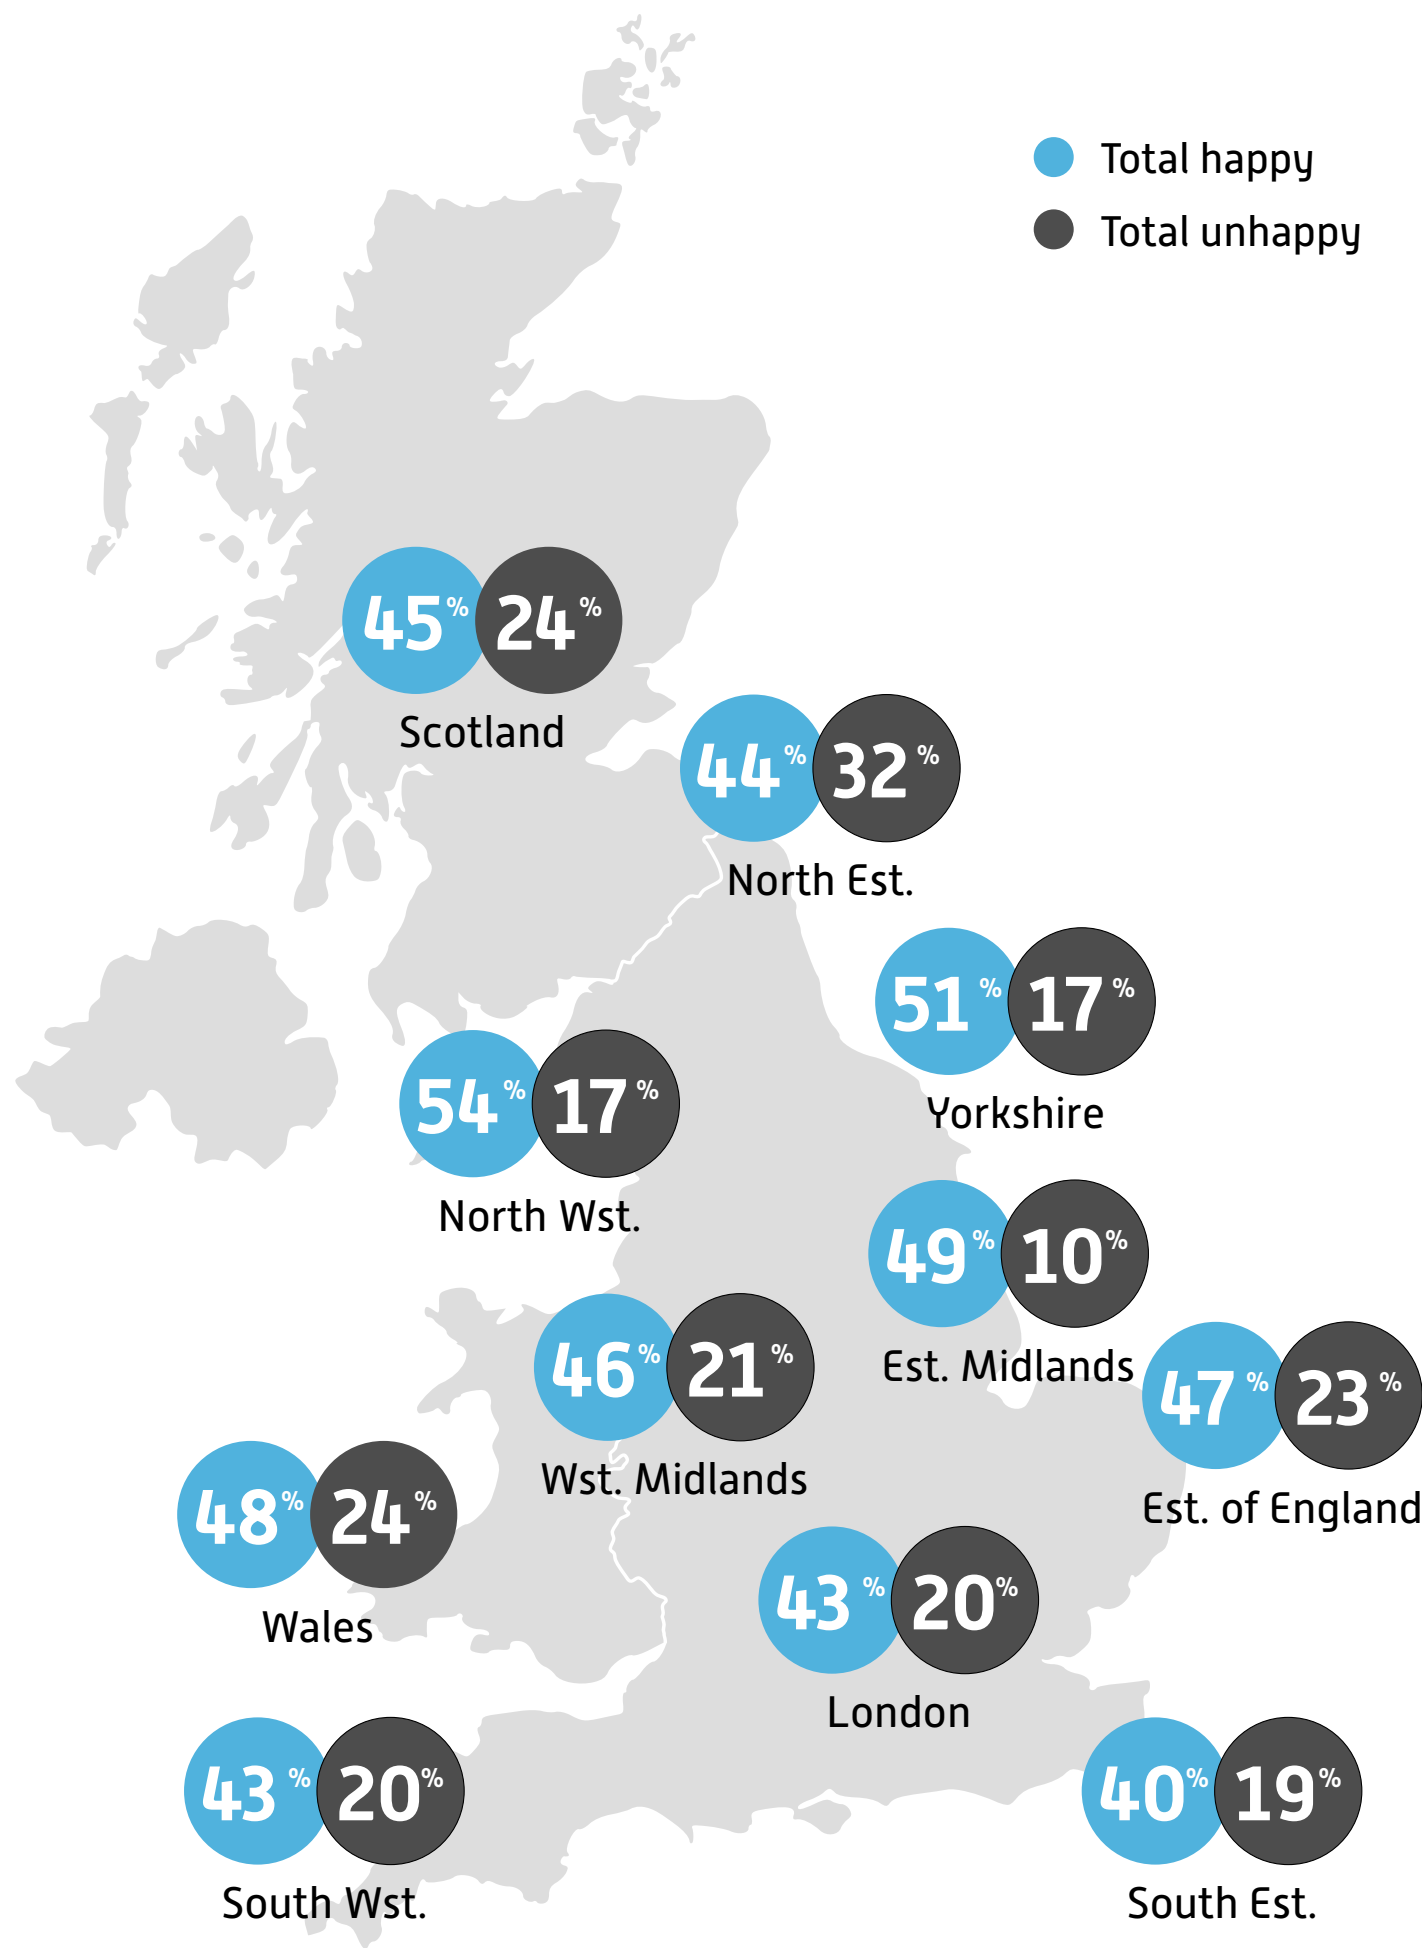 Total happy
Total unhappy
45% 24%
Scotland
44% 32%
North Est.
51% 17%
Yorkshire
54% 17%
North Wst.
49% 10%
Est. Midlands
46% 21%
Wst. Midlands
47% 23%
Est. of England
48% 24%
Wales
43% 20%
London
43% 20%
South Wst.
40% 19%
South Est.